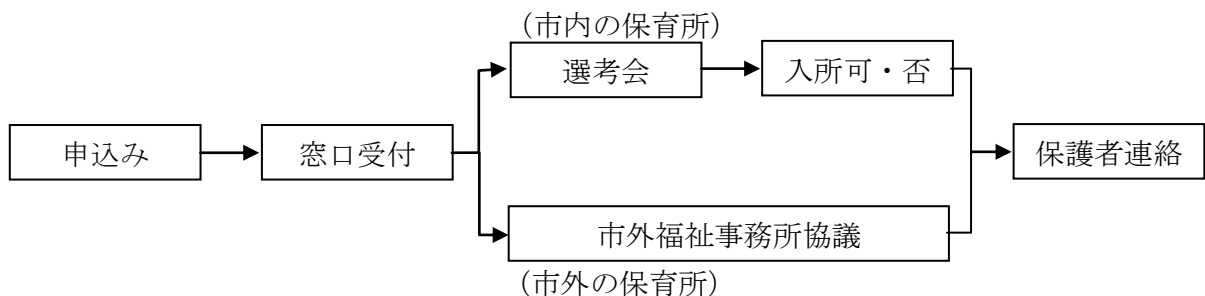 （市内の保育所）
選考会
入所可・否
申込み
窓口受付
保護者連絡
市外福祉事務所協議
（市外の保育所）